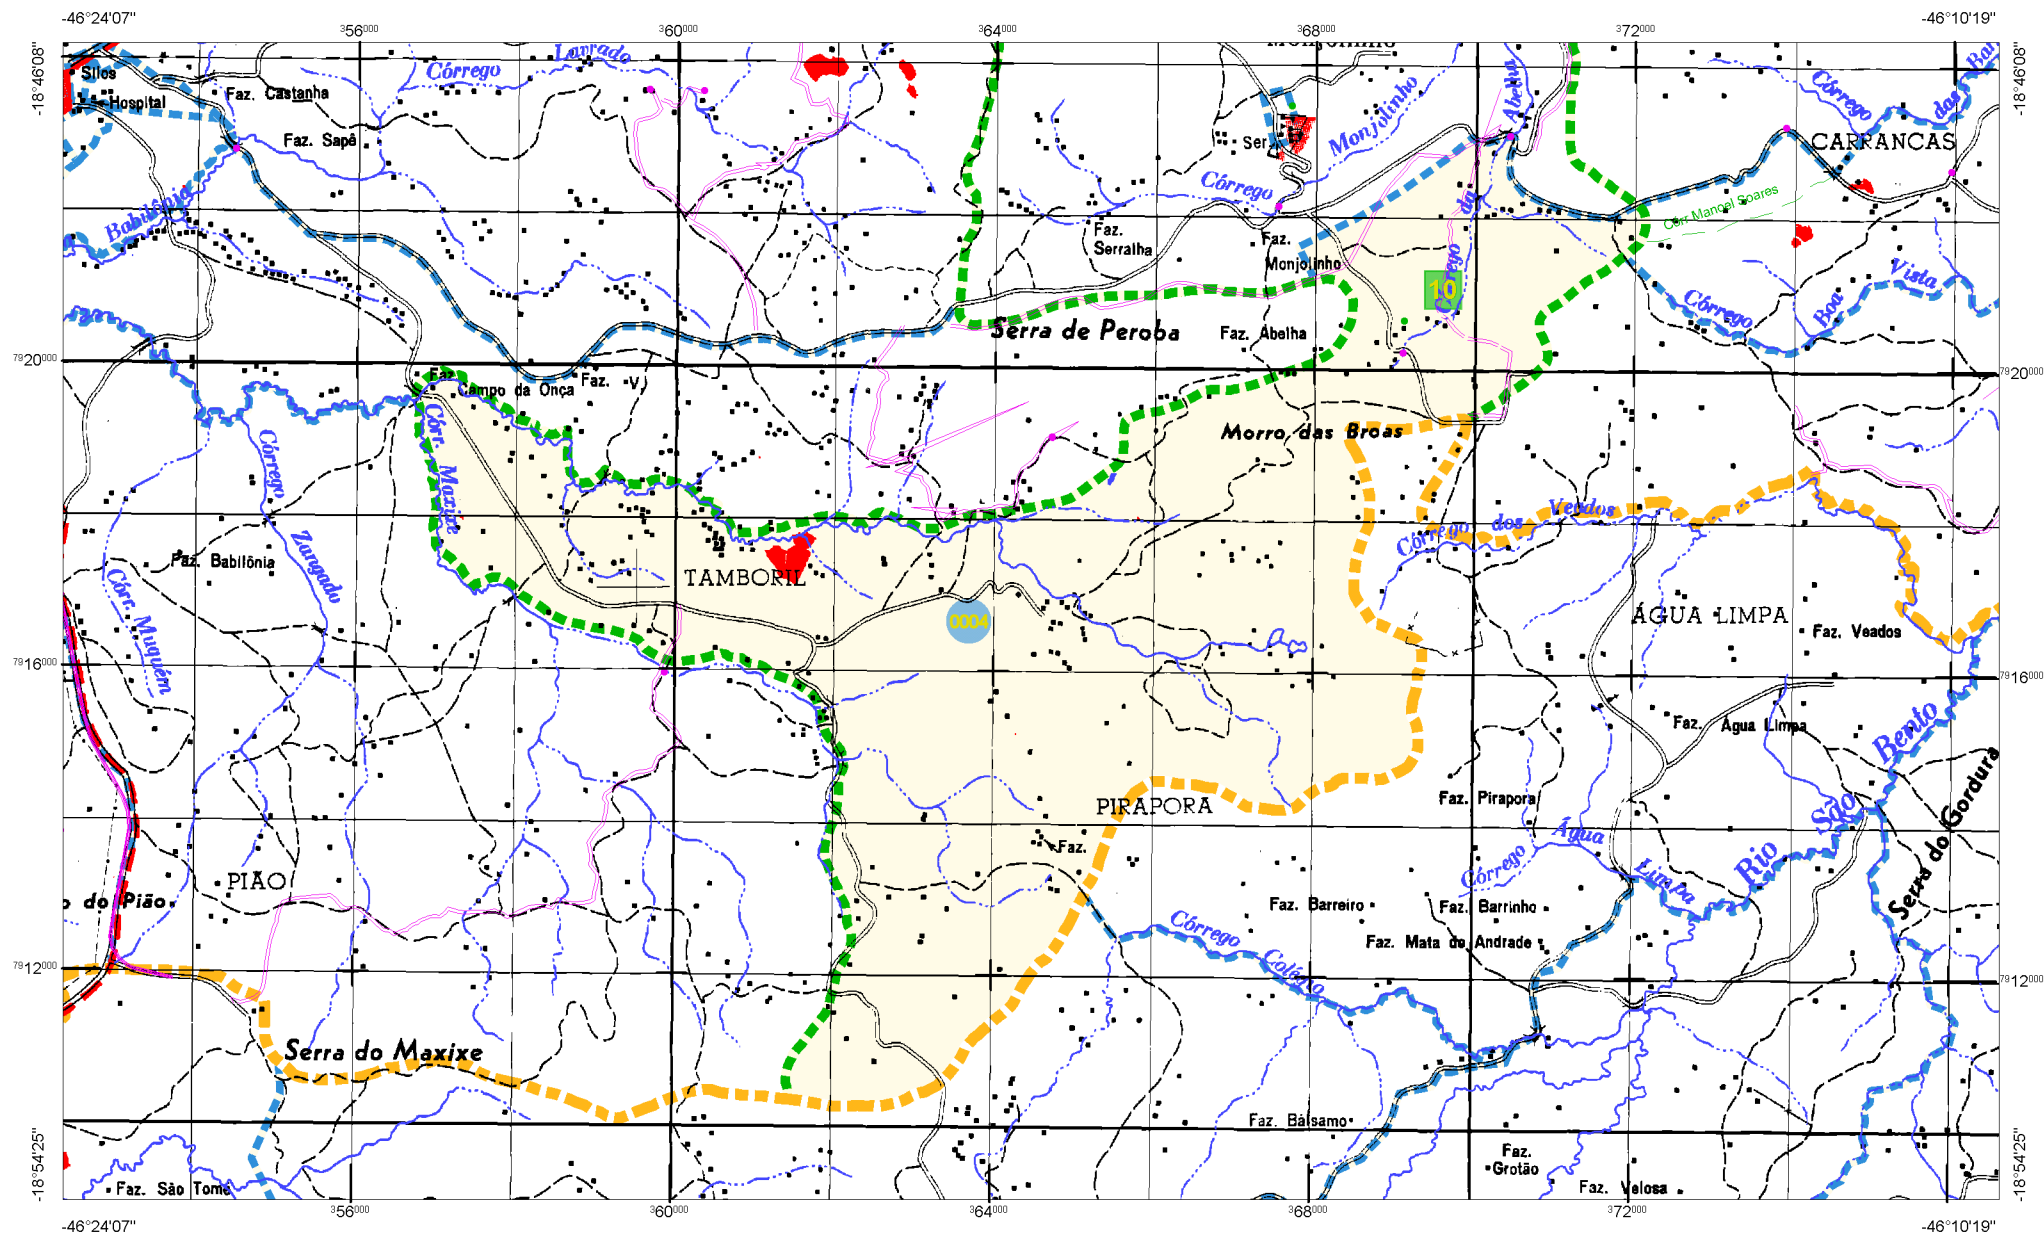 -46°24'07"
-46°10'19"
356000
360000
364000
368000
372000
-18°46'08"
-18°46'08"
Silos
Hospital
Faz. Castanha
Faz. Sapê
Córrego
Lavrado
Ser
Monjolinho
Córrego
Abelha
da
Córrego
Córrego
das
CARRANCAS
Córr Manoel Soares
Babilônia
Faz.
Serralha
Faz.
Monjolinho
10
Vista
Boa
Córrego
Serra de Peroba
Faz. Abelha
7920000
7920000
Faz.
Campo da Onça
Faz.
V.
Córr.
Maxixe
Morro das Broas
Córrego
Zangado
Córrego dos Veados
Faz. Babilônia
TAMBORIL
Córr. Muquém
0004
ÁGUA LIMPA
Faz. Veados
7916000
7916000
Faz. Agua Limpa
Bento
São
Rio
Serra do Gordura
PIRAPORA
Faz. Pirapora
Faz.
Água
Córrego
Limpa
PIÃO
o do Pião
Faz. Barreiro
Faz. Barrinho
Faz. Mata do Andrade
Córrego
Colégio
7912000
7912000
Serra do Maxixe
Faz. Bálsamo
Faz.
Grotão
Faz. Velosa
Faz. São Tomé
-18°54'25"
-18°54'25"
356000
360000
364000
368000
372000
-46°24'07"
-46°10'19"